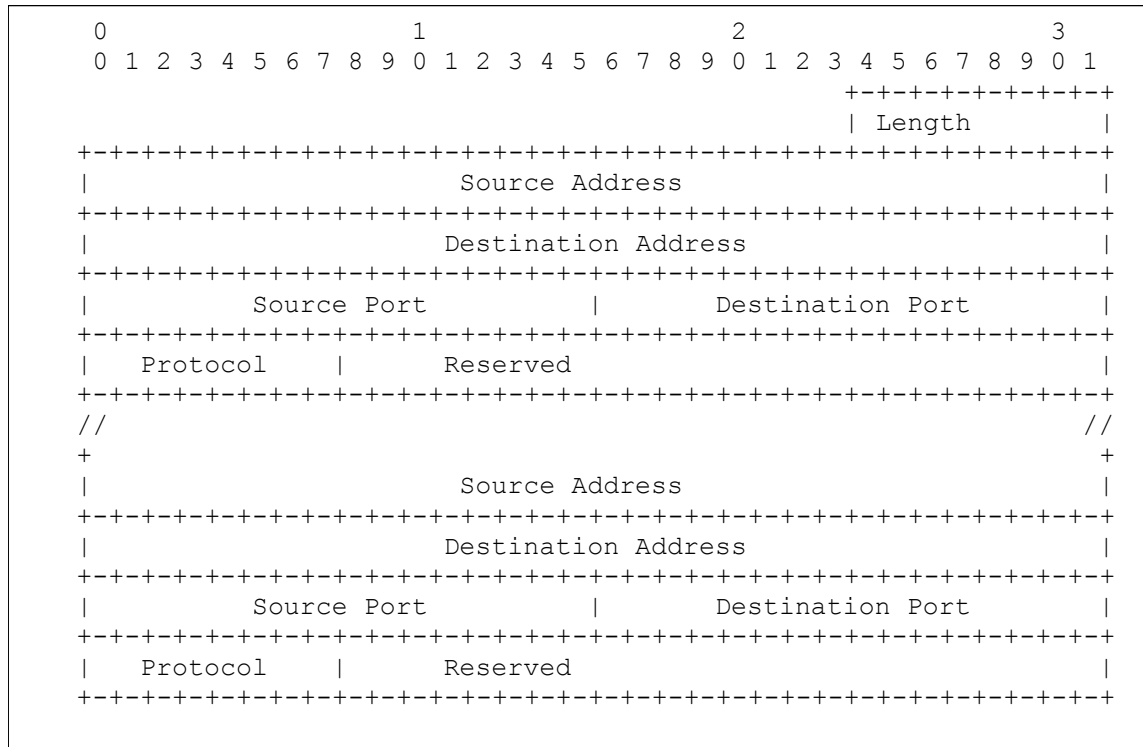 0                   1                   2                   3
0 1 2 3 4 5 6 7 8 9 0 1 2 3 4 5 6 7 8 9 0 1 2 3 4 5 6 7 8 9 0 1
+-+-+-+-+-+-+-+-+
| Length        |
+-+-+-+-+-+-+-+-+-+-+-+-+-+-+-+-+-+-+-+-+-+-+-+-+-+-+-+-+-+-+-+-+
|                       Source Address                          |
+-+-+-+-+-+-+-+-+-+-+-+-+-+-+-+-+-+-+-+-+-+-+-+-+-+-+-+-+-+-+-+-+
|                      Destination Address                      |
+-+-+-+-+-+-+-+-+-+-+-+-+-+-+-+-+-+-+-+-+-+-+-+-+-+-+-+-+-+-+-+-+
|          Source Port          |       Destination Port        |
+-+-+-+-+-+-+-+-+-+-+-+-+-+-+-+-+-+-+-+-+-+-+-+-+-+-+-+-+-+-+-+-+
|   Protocol    |      Reserved                                 |
+-+-+-+-+-+-+-+-+-+-+-+-+-+-+-+-+-+-+-+-+-+-+-+-+-+-+-+-+-+-+-+-+
//                                                             //
+                                                               +
|                       Source Address                          |
+-+-+-+-+-+-+-+-+-+-+-+-+-+-+-+-+-+-+-+-+-+-+-+-+-+-+-+-+-+-+-+-+
|                      Destination Address                      |
+-+-+-+-+-+-+-+-+-+-+-+-+-+-+-+-+-+-+-+-+-+-+-+-+-+-+-+-+-+-+-+-+
|          Source Port          |       Destination Port        |
+-+-+-+-+-+-+-+-+-+-+-+-+-+-+-+-+-+-+-+-+-+-+-+-+-+-+-+-+-+-+-+-+
|   Protocol    |      Reserved                                 |
+-+-+-+-+-+-+-+-+-+-+-+-+-+-+-+-+-+-+-+-+-+-+-+-+-+-+-+-+-+-+-+-+